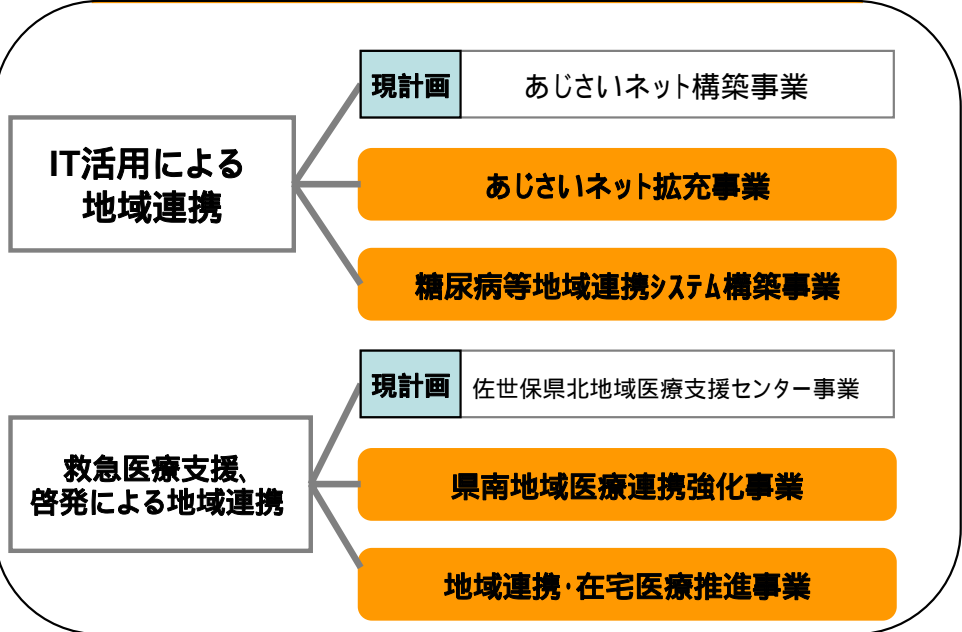 IT活用による
地域連携
現計画 あじさいネット構築事業
あじさいネット拡充事業
糖尿病等地域連携ｼｽﾃﾑ構築事業
救急医療支援、
啓発による地域連携
現計画 佐世保県北地域医療支援センター事業
県南地域医療連携強化事業
地域連携･在宅医療推進事業